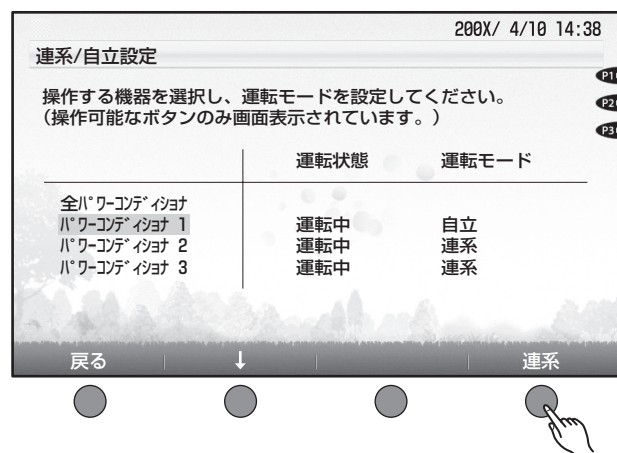 200X/ 4/10 14:38
連系/自立設定
P1
操作する機器を選択し、運転モードを設定してください。
P2
(操作可能なボタンのみ画面表示されています。)
P3
運転状態 運転モード
全パワーコンディショナ
パワーコンディショナ 1 運転中 自立
パワーコンディショナ 2 運転中 連系
パワーコンディショナ 3 運転中 連系
戻る ↓ 連系